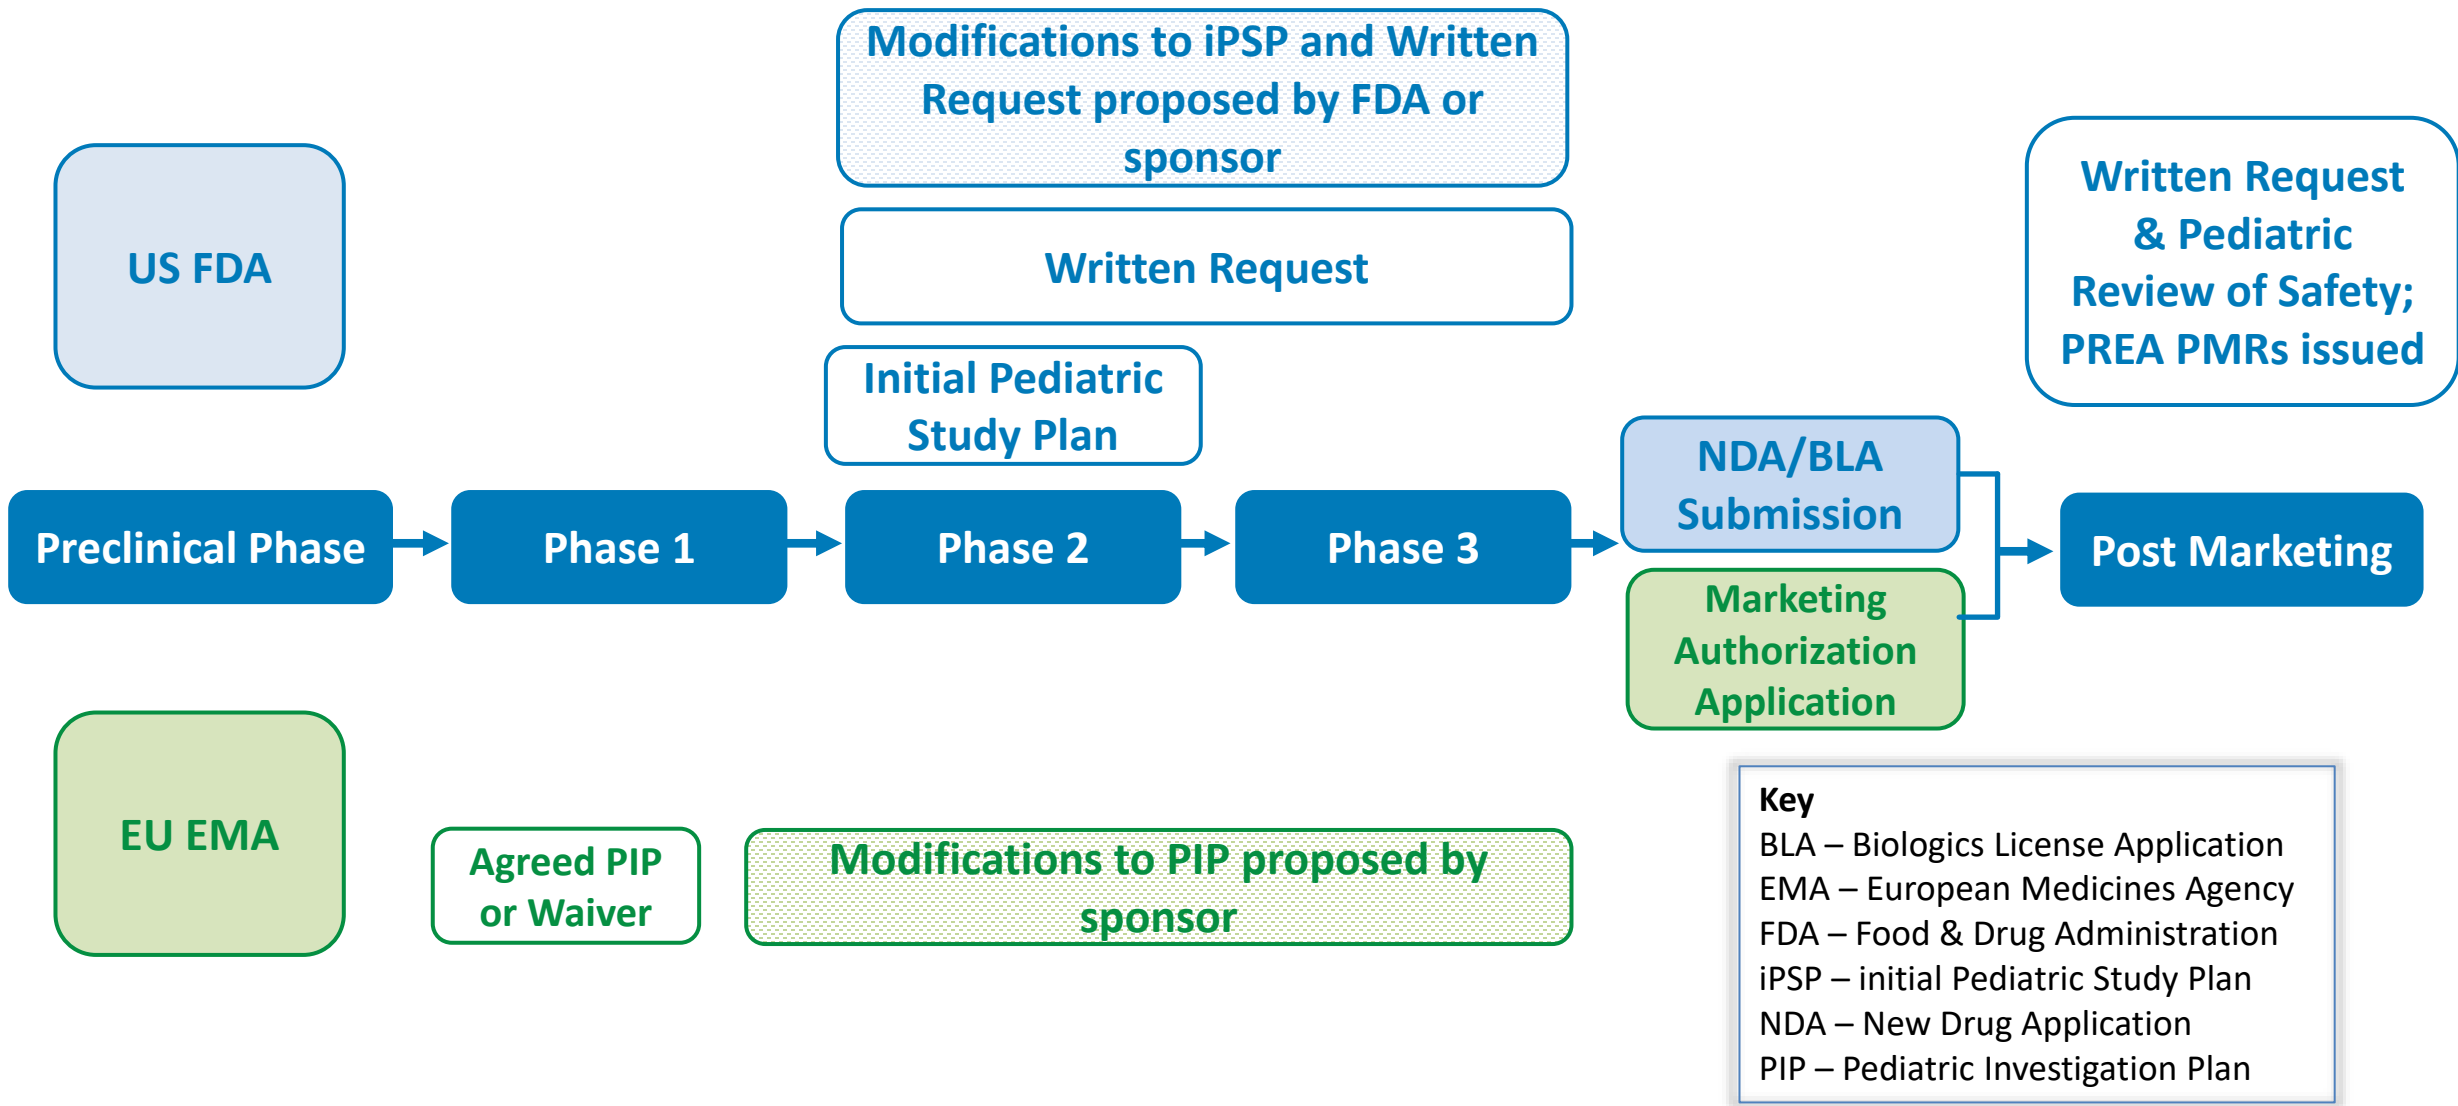 Modifications to iPSP and Written
Request proposed by FDA or
sponsor
US FDA
Written Request
Written Request
& Pediatric
Review of Safety;
PREA PMRs issued
Initial Pediatric
Study Plan
NDA/BLA
Submission
Preclinical Phase
Phase 1
Phase 2
Phase 3
Post Marketing
Marketing
Authorization
Application
EU EMA
Agreed PIP
or Waiver
Modifications to PIP proposed by
sponsor
Key
BLA – Biologics License Application
EMA – European Medicines Agency
FDA – Food & Drug Administration
iPSP – initial Pediatric Study Plan
NDA – New Drug Application
PIP – Pediatric Investigation Plan